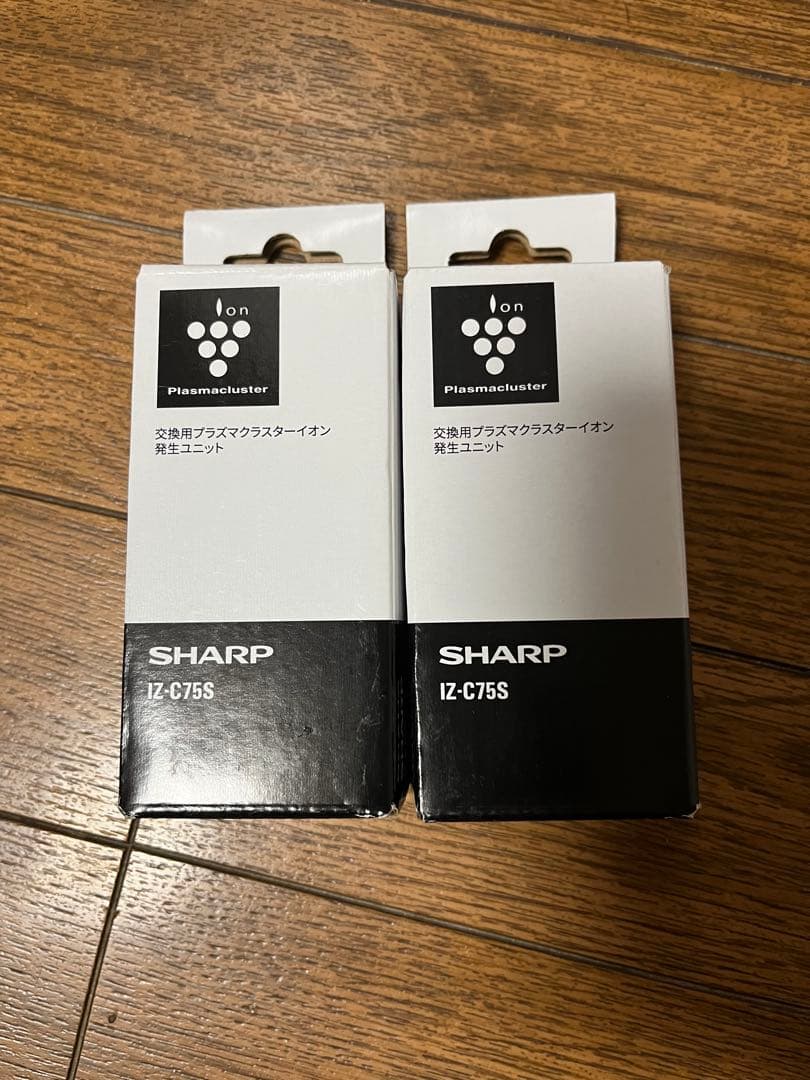 Ion
Plasmacluster
交換用プラズマクラスターイオン
発生ユニット
SHARP
IZ-C75S
Ion
Plasmacluster
交換用プラズマクラスターイオン
発生ユニット
SHARP
IZ-C75S